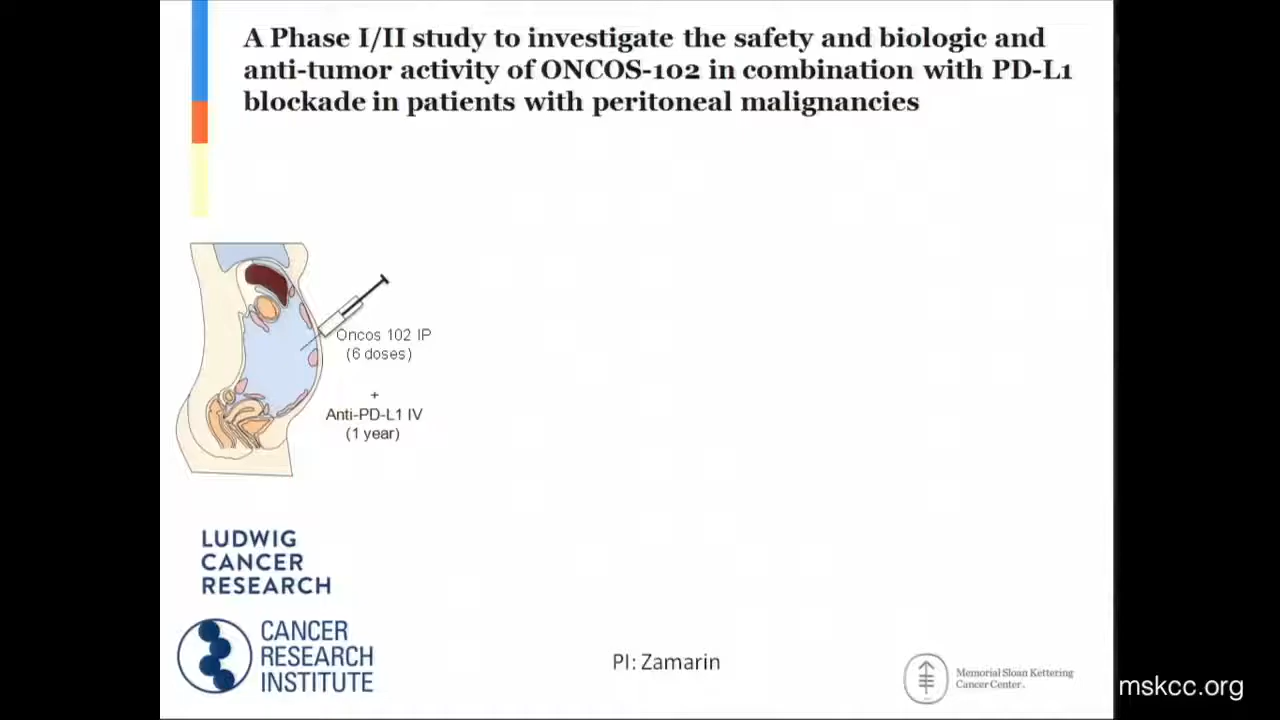 A Phase I/II study to investigate the safety and biologic and
anti-tumor activity of ONCOS-102 in combination with PD-L1
blockade in patients with peritoneal malignancies
Oncos 102 IP
(6 doses)
+
Anti-PD-L1 IV
(1 year)
LUDWIG
CANCER
RESEARCH
CANCER
RESEARCH
INSTITUTE
PI: Zamarin
Memorial Sloan Kettering
Cancer Center.
mskcc.org